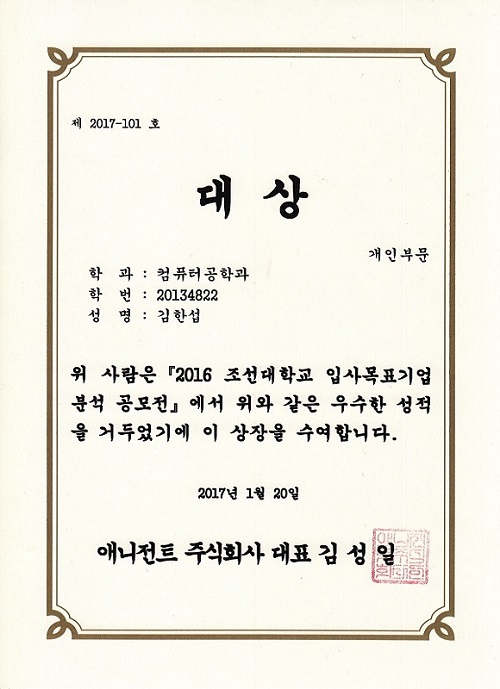 제 2017-101 호
대 상
개인부문
학 과 : 컴퓨터공학과
학 번 : 20134822
성 명 : 김한섭
위 사람은 『2016 조선대학교 입사목표기업
분석 공모전』에서 위와 같은 우수한 성적
을 거두었기에 이 상장을 수여합니다.
2017년 1월 20일
애니젼트 주식회사 대표 김 성 일